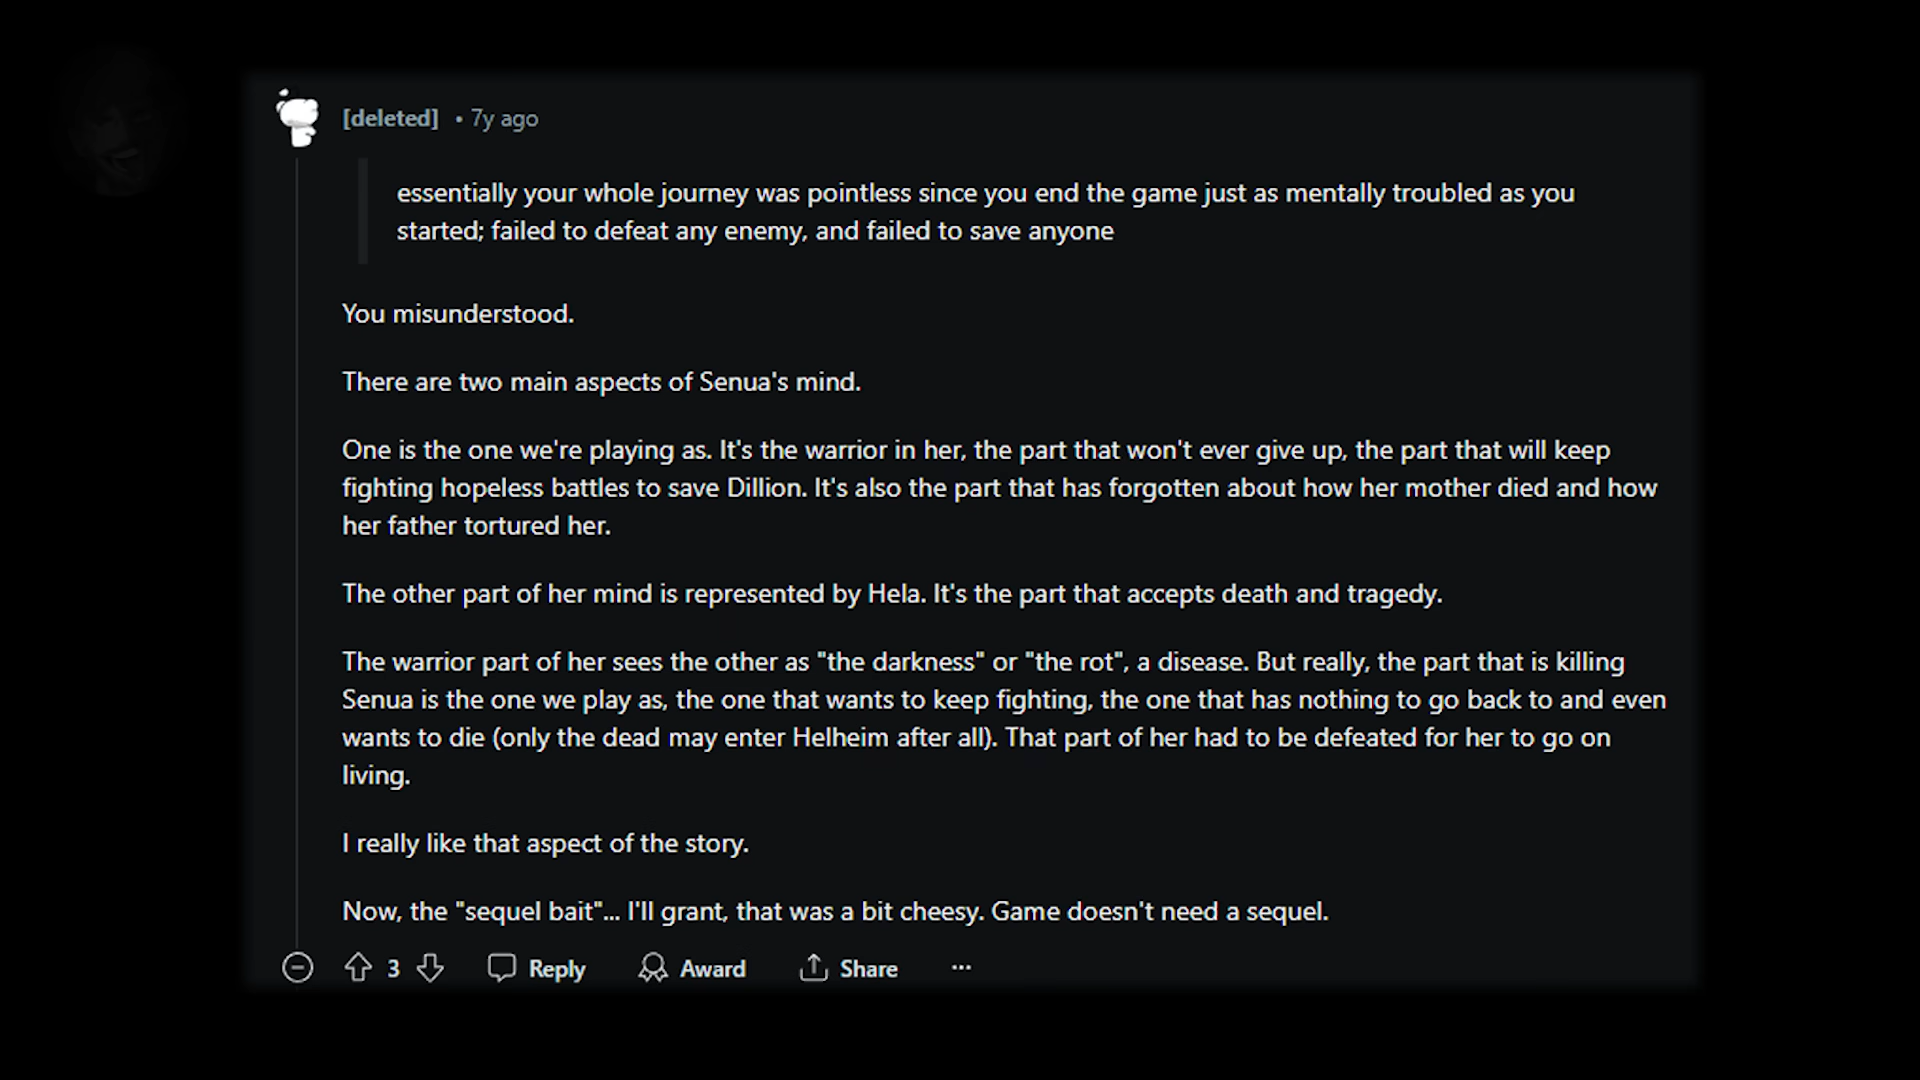 [deleted] • 7y ago
essentially your whole journey was pointless since you end the game just as mentally troubled as you
started; failed to defeat any enemy, and failed to save anyone
You misunderstood.
There are two main aspects of Senua's mind.
One is the one we're playing as. It's the warrior in her, the part that won't ever give up, the part that will keep
fighting hopeless battles to save Dillion. It's also the part that has forgotten about how her mother died and how
her father tortured her.
The other part of her mind is represented by Hela. It's the part that accepts death and tragedy.
The warrior part of her sees the other as "the darkness" or "the rot", a disease. But really, the part that is killing
Senua is the one we play as, the one that wants to keep fighting, the one that has nothing to go back to and even
wants to die (only the dead may enter Helheim after all). That part of her had to be defeated for her to go on
living.
I really like that aspect of the story.
Now, the "sequel bait"... I'll grant, that was a bit cheesy. Game doesn't need a sequel.
3 Reply Award Share ...